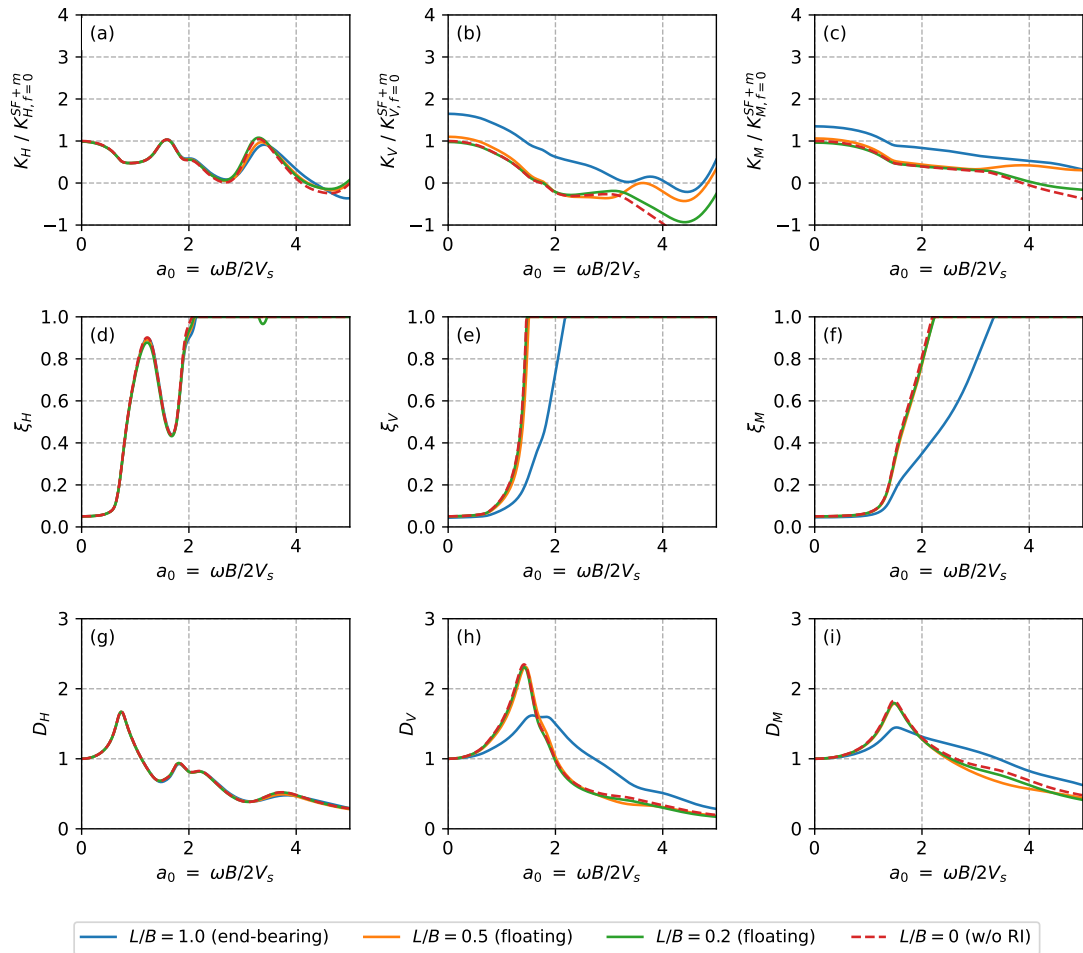 (a)
4
3
2
1
0
−1
K_H / K^{SF+m}_{H,f=0}
0
2
4
a_0 = ωB/2V_s
(b)
4
3
2
1
0
−1
K_V / K^{SF+m}_{V,f=0}
0
2
4
a_0 = ωB/2V_s
(c)
4
3
2
1
0
−1
K_M / K^{SF+m}_{M,f=0}
0
2
4
a_0 = ωB/2V_s
(d)
1.0
0.8
0.6
0.4
0.2
0.0
ξ_H
0
2
4
a_0 = ωB/2V_s
(e)
1.0
0.8
0.6
0.4
0.2
0.0
ξ_V
0
2
4
a_0 = ωB/2V_s
(f)
1.0
0.8
0.6
0.4
0.2
0.0
ξ_M
0
2
4
a_0 = ωB/2V_s
(g)
3
2
1
0
D_H
0
2
4
a_0 = ωB/2V_s
(h)
3
2
1
0
D_V
0
2
4
a_0 = ωB/2V_s
(i)
3
2
1
0
D_M
0
2
4
a_0 = ωB/2V_s
L/B = 1.0 (end-bearing)
L/B = 0.5 (floating)
L/B = 0.2 (floating)
L/B = 0 (w/o RI)